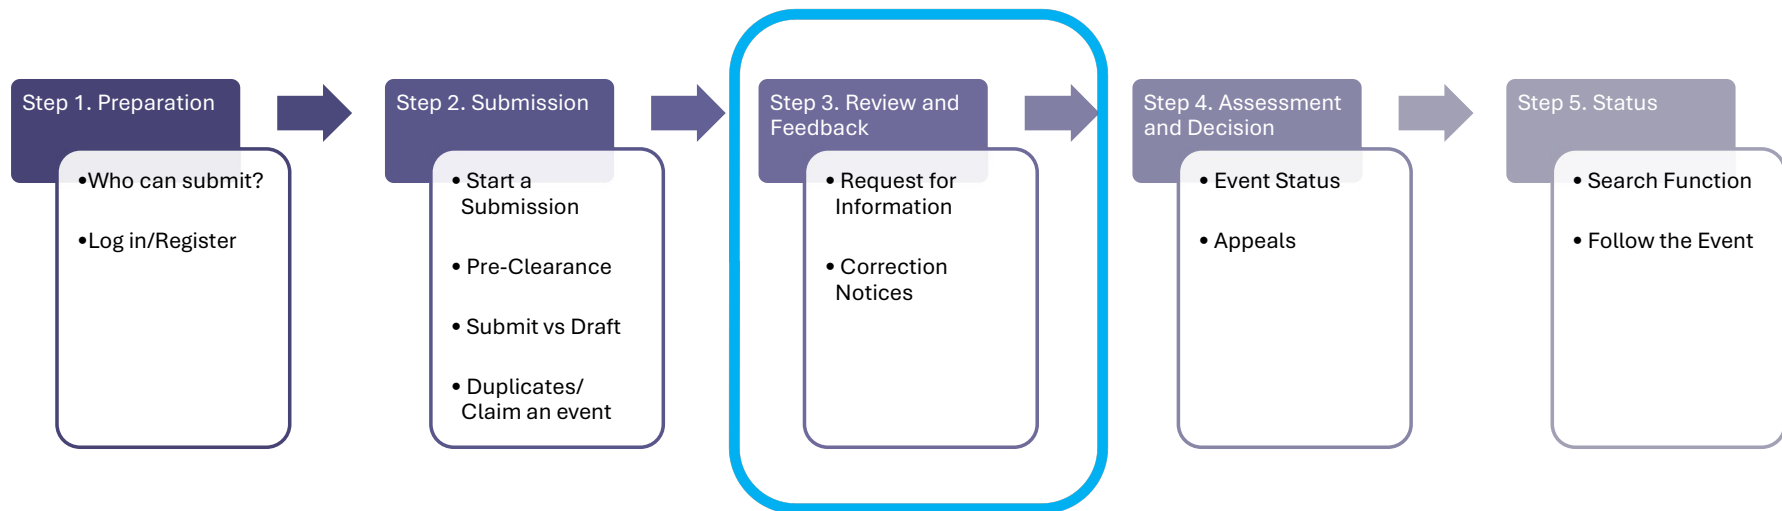 Step 1. Preparation
•Who can submit?
•Log in/Register
Step 2. Submission
• Start a
Submission
• Pre-Clearance
• Submit vs Draft
• Duplicates/
Claim an event
Step 3. Review and
Feedback
• Request for
Information
• Correction
Notices
Step 4. Assessment
and Decision
• Event Status
• Appeals
Step 5. Status
• Search Function
• Follow the Event